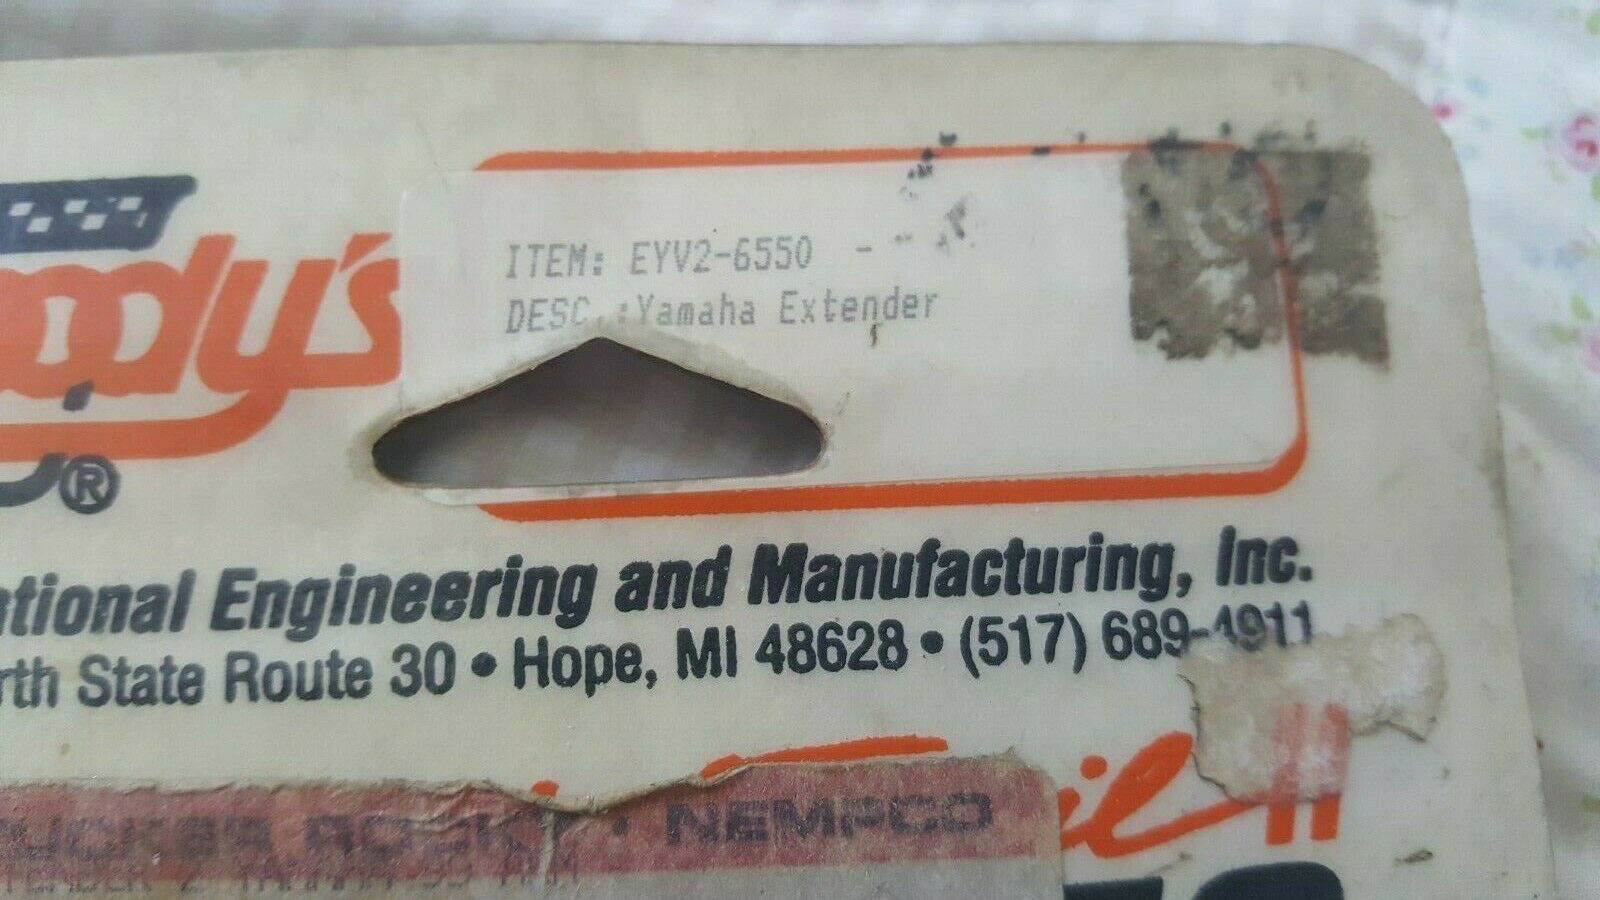 ITEM: EYV2-6550 -
DESC.:Yamaha Extender
oody's
®
ational Engineering and Manufacturing, Inc.
rth State Route 30 • Hope, MI 48628 • (517) 689-4911
NEMPCO